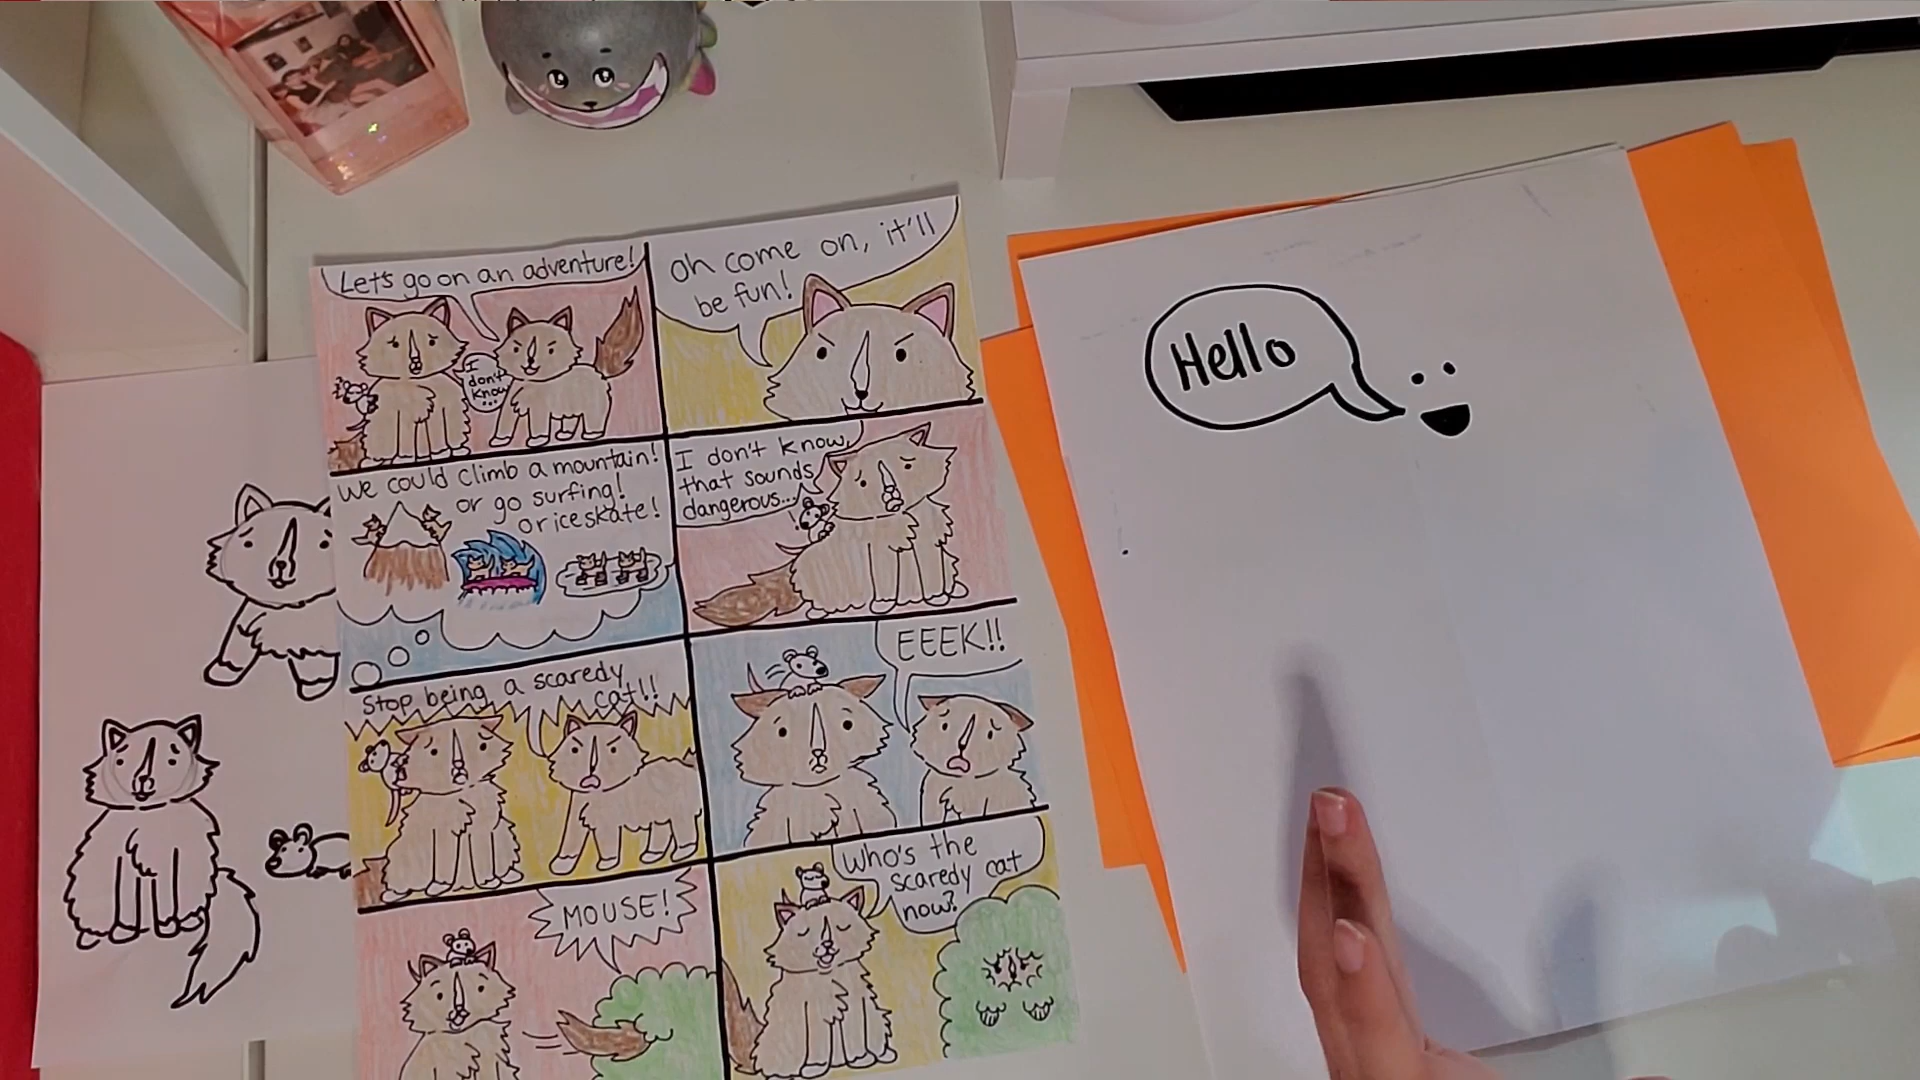 Let's go on an adventure!
I
don't
know
...
Oh come on, it'll
be fun!
We could climb a mountain!
or go surfing!
or ice skate!
I don't know,
that sounds
dangerous...
Stop being a scaredy
cat!!
EEEK!!
MOUSE!
Who's the
scaredy cat
now?
Hello